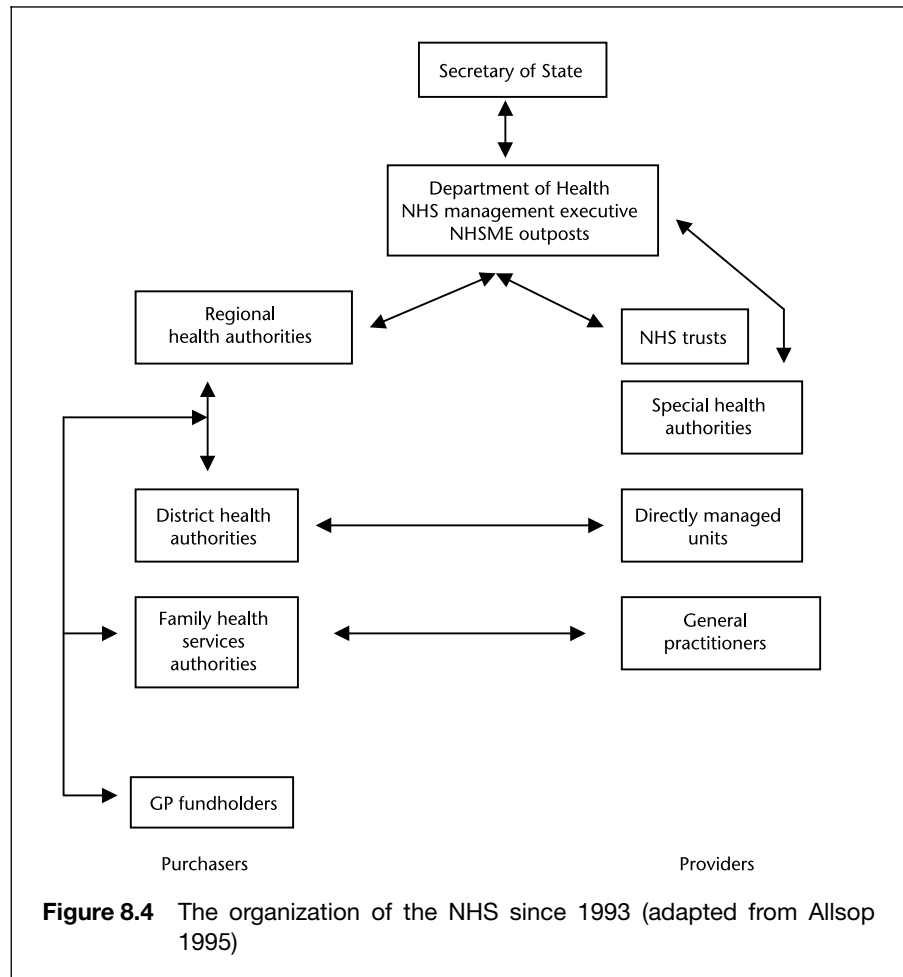 Secretary of State
Department of Health
NHS management executive
NHSME outposts
Regional
health authorities
NHS trusts
Special health
authorities
District health
authorities
Directly managed
units
Family health
services
authorities
General
practitioners
GP fundholders
Purchasers
Providers
Figure 8.4 The organization of the NHS since 1993 (adapted from Allsop
1995)